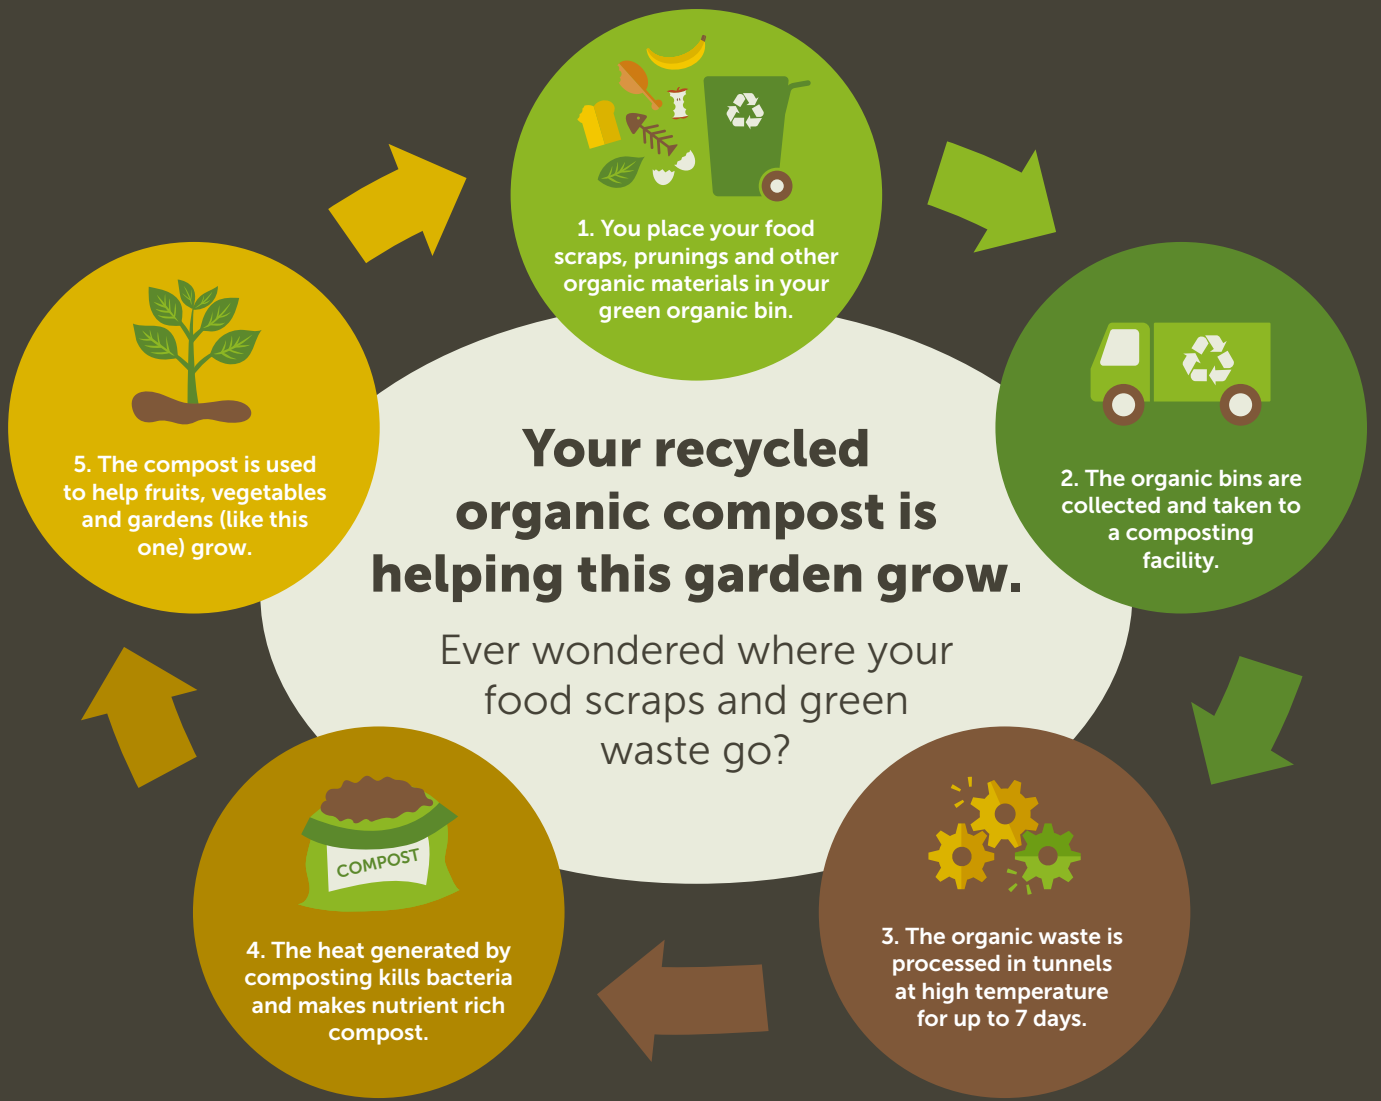 1. You place your food
scraps, prunings and other
organic materials in your
green organic bin.
2. The organic bins are
collected and taken to
a composting
facility.
3. The organic waste is
processed in tunnels
at high temperature
for up to 7 days.
COMPOST
4. The heat generated by
composting kills bacteria
and makes nutrient rich
compost.
5. The compost is used
to help fruits, vegetables
and gardens (like this
one) grow.
Your recycled
organic compost is
helping this garden grow.
Ever wondered where your
food scraps and green
waste go?